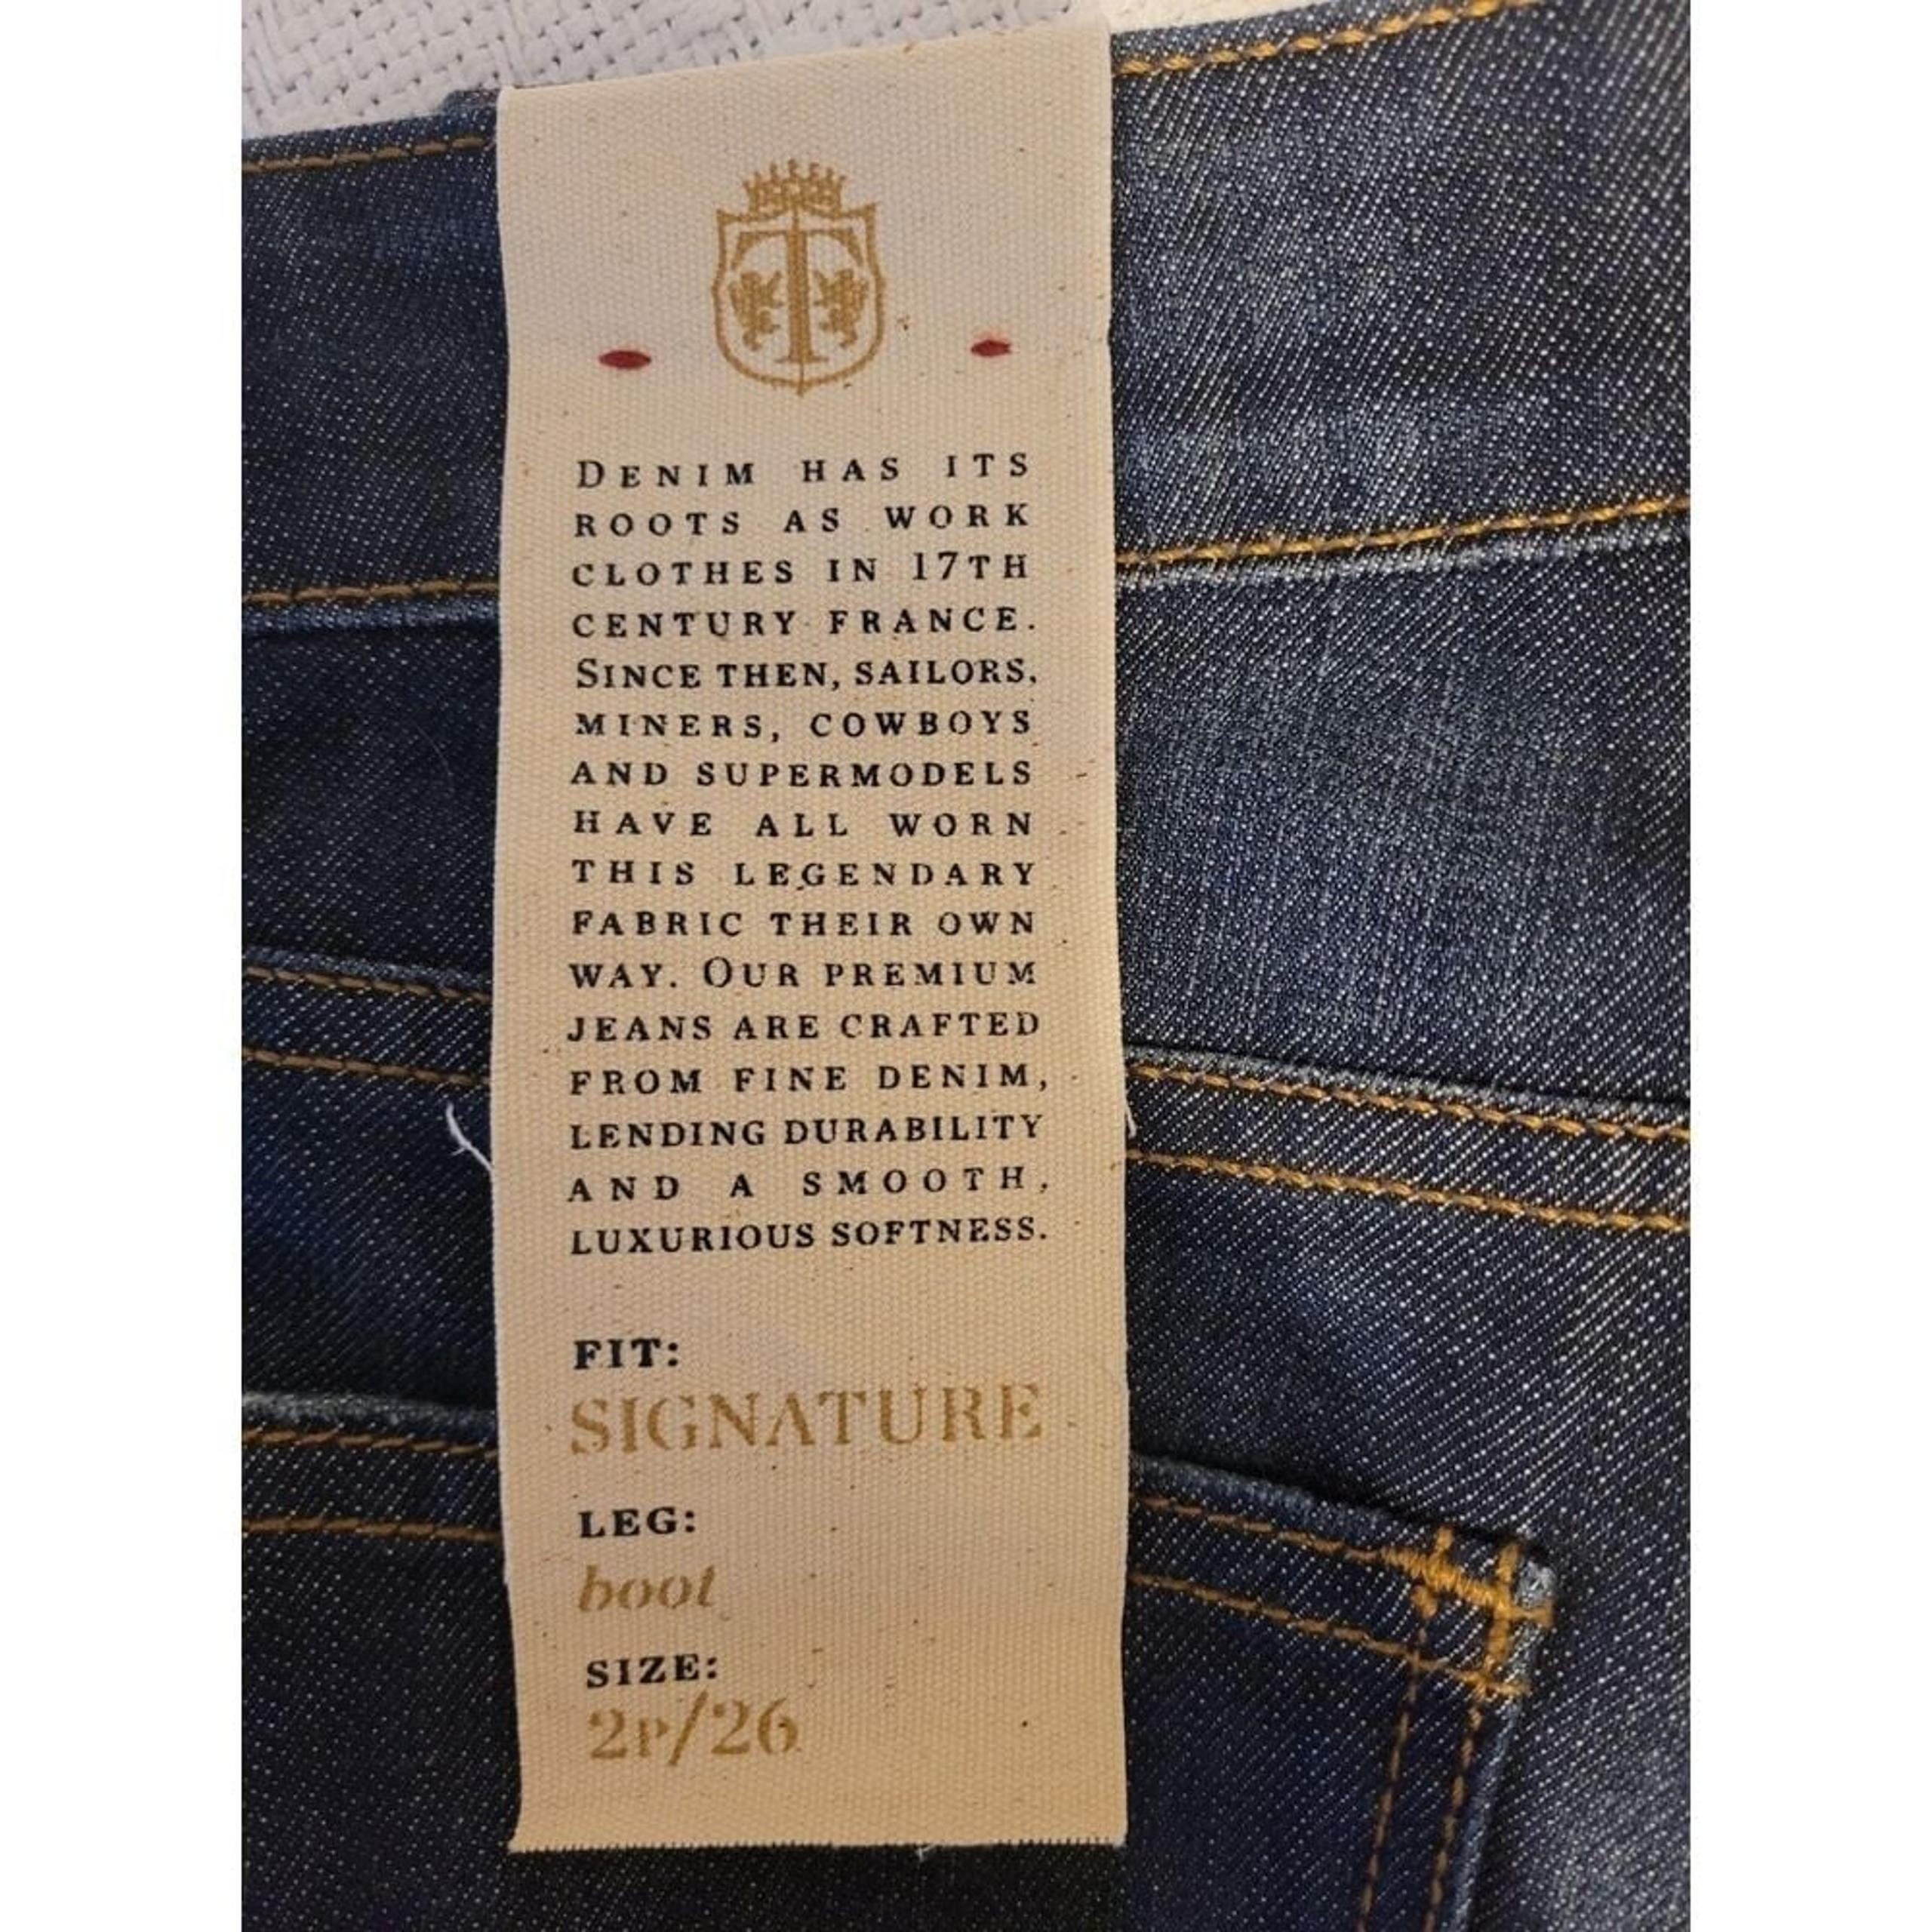 T
DENIM HAS ITS
ROOTS AS WORK
CLOTHES IN 17TH
CENTURY FRANCE.
SINCE THEN, SAILORS,
MINERS, COWBOYS
AND SUPERMODELS
HAVE ALL WORN
THIS LEGENDARY
FABRIC THEIR OWN
WAY. OUR PREMIUM
JEANS ARE CRAFTED
FROM FINE DENIM,
LENDING DURABILITY
AND A SMOOTH,
LUXURIOUS SOFTNESS.
FIT:
SIGNATURE
LEG:
boot
SIZE:
2P/26